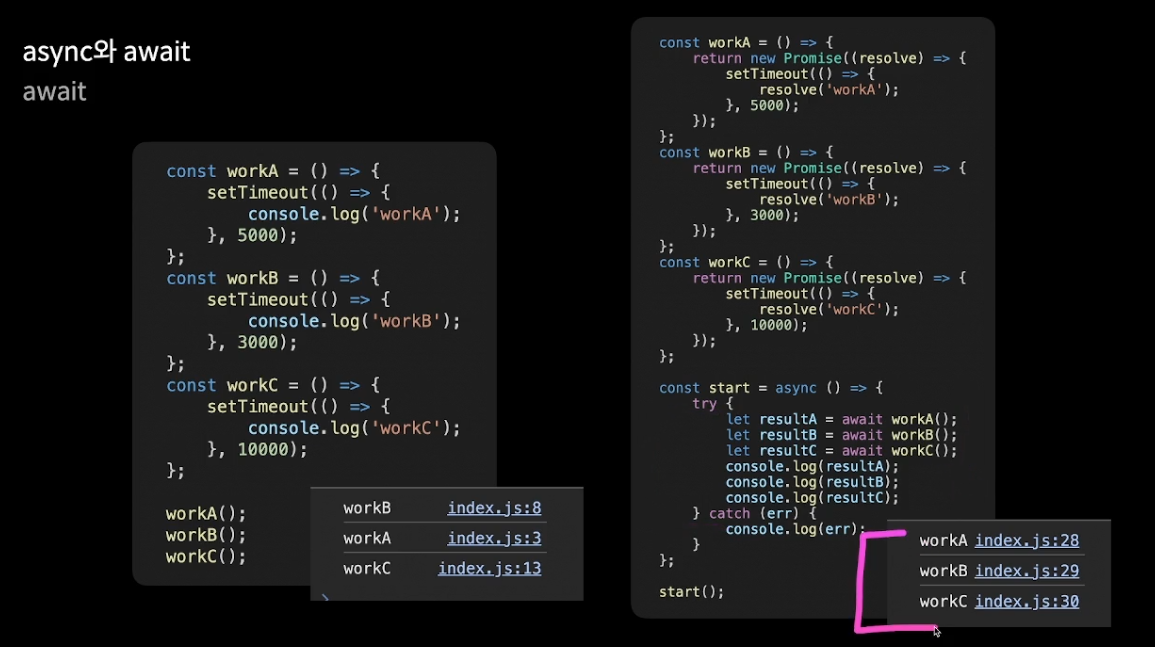 async와 await
await
const workA = () => {
    setTimeout(() => {
        console.log('workA');
    }, 5000);
};
const workB = () => {
    setTimeout(() => {
        console.log('workB');
    }, 3000);
};
const workC = () => {
    setTimeout(() => {
        console.log('workC');
    }, 10000);
};

workA();
workB();
workC();
workB index.js:8
workA index.js:3
workC index.js:13
>
const workA = () => {
    return new Promise((resolve) => {
        setTimeout(() => {
            resolve('workA');
        }, 5000);
    });
};
const workB = () => {
    return new Promise((resolve) => {
        setTimeout(() => {
            resolve('workB');
        }, 3000);
    });
};
const workC = () => {
    return new Promise((resolve) => {
        setTimeout(() => {
            resolve('workC');
        }, 10000);
    });
};

const start = async () => {
    try {
        let resultA = await workA();
        let resultB = await workB();
        let resultC = await workC();
        console.log(resultA);
        console.log(resultB);
        console.log(resultC);
    } catch (err) {
        console.log(err);
    }
};

start();
workA index.js:28
workB index.js:29
workC index.js:30